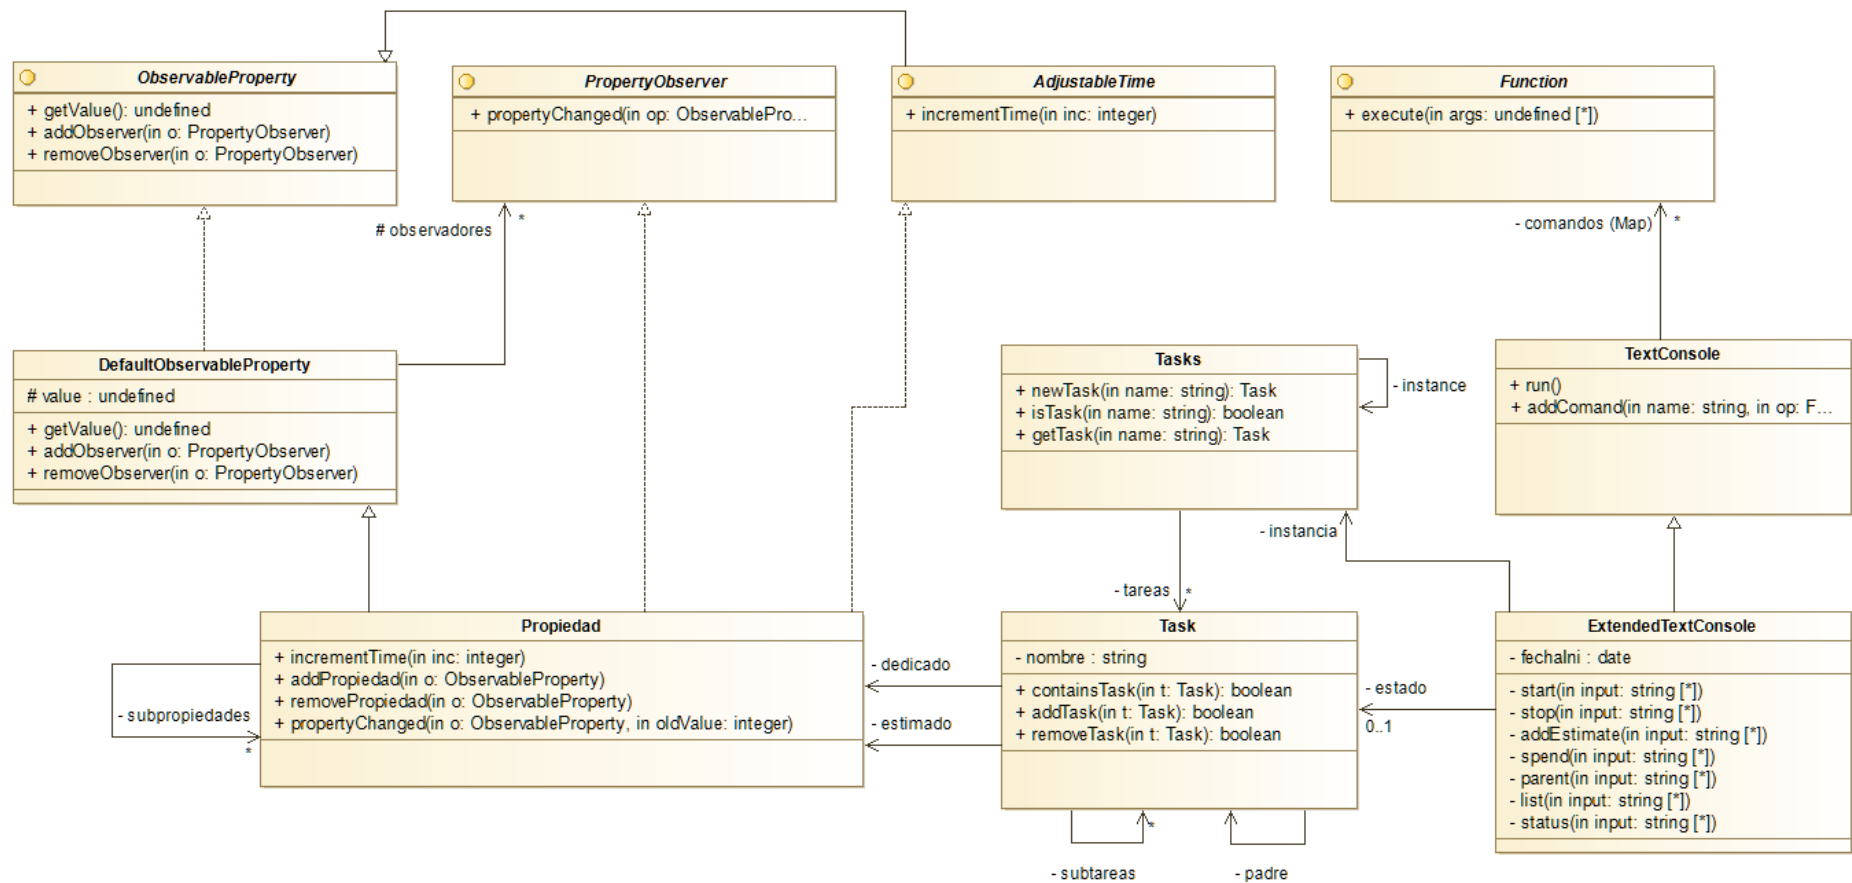 ObservableProperty
+ getValue(): undefined
+ addObserver(in o: PropertyObserver)
+ removeObserver(in o: PropertyObserver)
PropertyObserver
+ propertyChanged(in op: ObservablePro...
AdjustableTime
+ incrementTime(in inc: integer)
Function
+ execute(in args: undefined [*])
# observadores
*
- comandos (Map)
*
DefaultObservableProperty
# value : undefined
+ getValue(): undefined
+ addObserver(in o: PropertyObserver)
+ removeObserver(in o: PropertyObserver)
Tasks
+ newTask(in name: string): Task
+ isTask(in name: string): boolean
+ getTask(in name: string): Task
- instance
TextConsole
+ run()
+ addComand(in name: string, in op: F...
- instancia
- tareas
*
Propiedad
+ incrementTime(in inc: integer)
+ addPropiedad(in o: ObservableProperty)
+ removePropiedad(in o: ObservableProperty)
+ propertyChanged(in o: ObservableProperty, in oldValue: integer)
- subpropiedades
*
- dedicado
- estimado
Task
- nombre : string
+ containsTask(in t: Task): boolean
+ addTask(in t: Task): boolean
+ removeTask(in t: Task): boolean
- estado
0..1
ExtendedTextConsole
- fechaIni : date
- start(in input: string [*])
- stop(in input: string [*])
- addEstimate(in input: string [*])
- spend(in input: string [*])
- parent(in input: string [*])
- list(in input: string [*])
- status(in input: string [*])
*
- subtareas
- padre